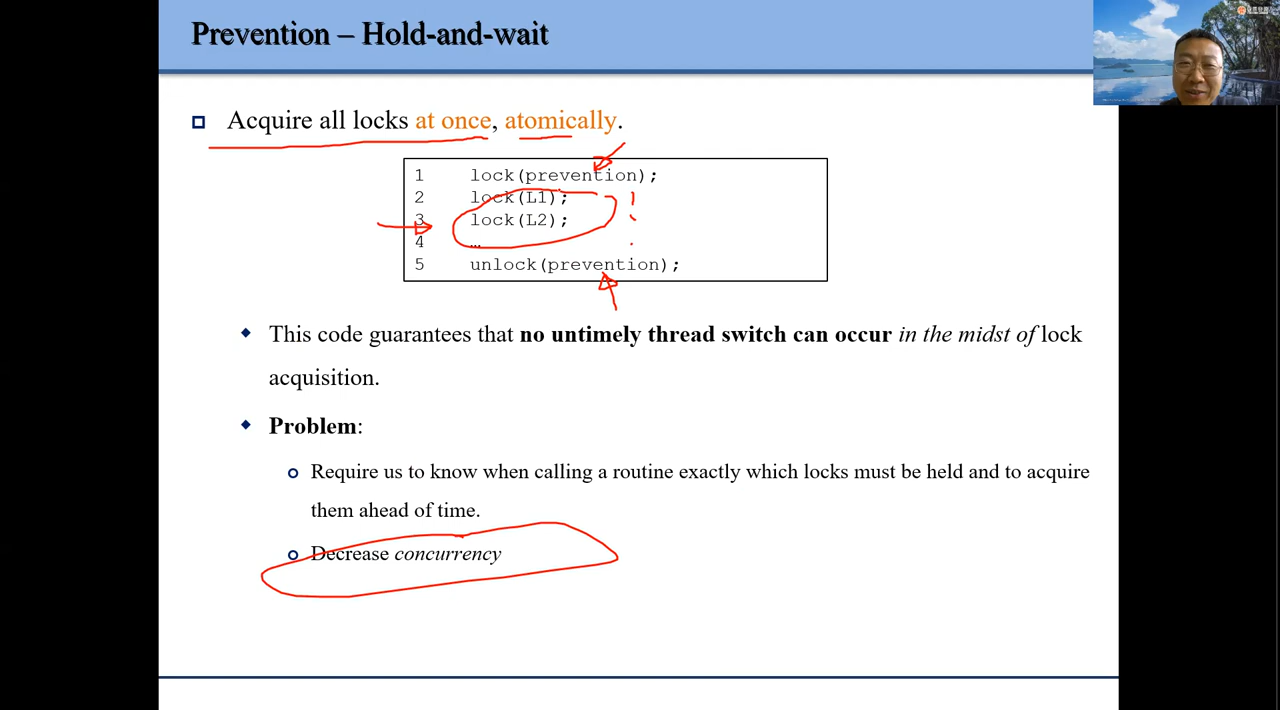 Prevention – Hold-and-wait
Acquire all locks at once, atomically.
1 lock(prevention);
2 lock(L1);
3 lock(L2);
4 …
5 unlock(prevention);
This code guarantees that no untimely thread switch can occur in the midst of lock
acquisition.
Problem:
Require us to know when calling a routine exactly which locks must be held and to acquire
them ahead of time.
Decrease concurrency